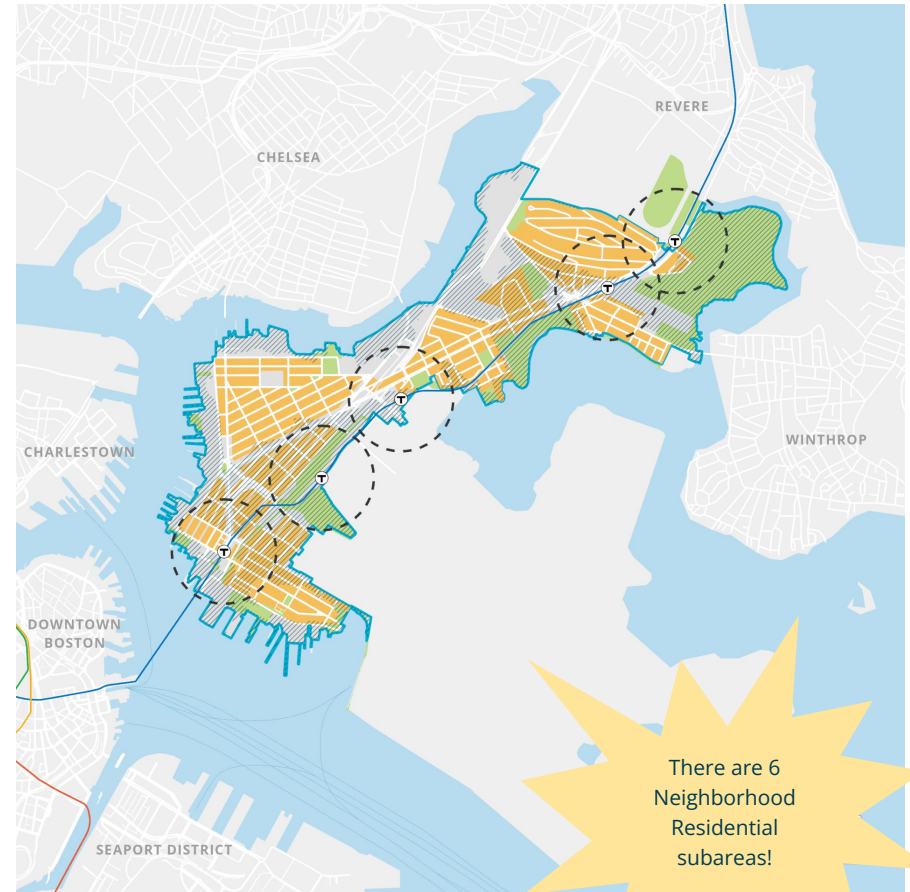 REVERE
CHELSEA
T
T
T
WINTHROP
CHARLESTOWN
T
T
DOWNTOWN
BOSTON
There are 6
Neighborhood
Residential
subareas!
SEAPORT DISTRICT